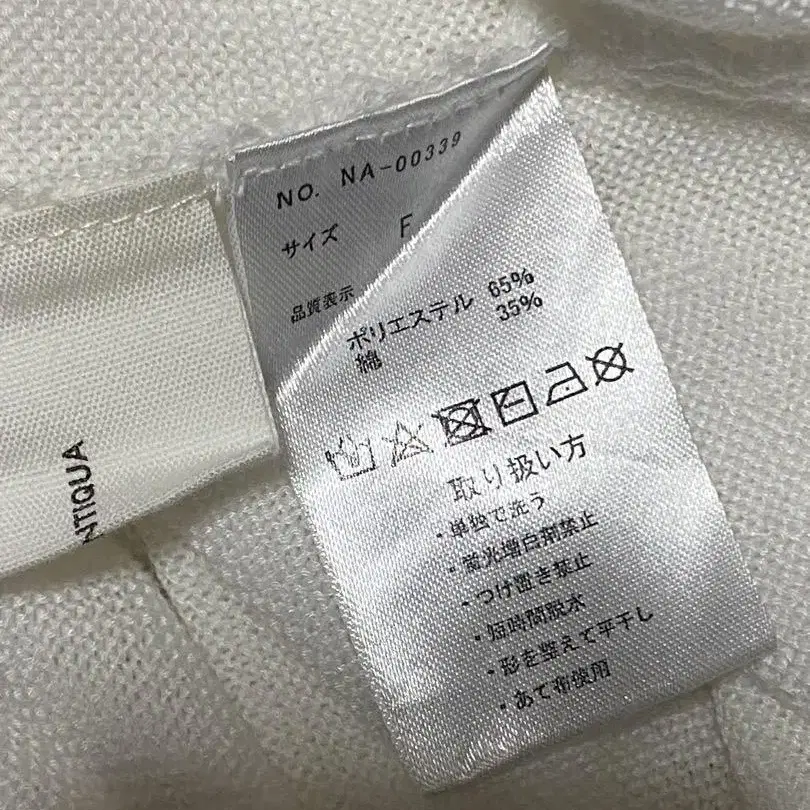 NO. NA-00339
サイズ F
品質表示
ポリエステル 65%
綿 35%
取り扱い方
・単独で洗う
・蛍光増白剤禁止
・つけ置き禁止
・短時間脱水
・形を整えて平干し
・あて布使用
NTIQUA